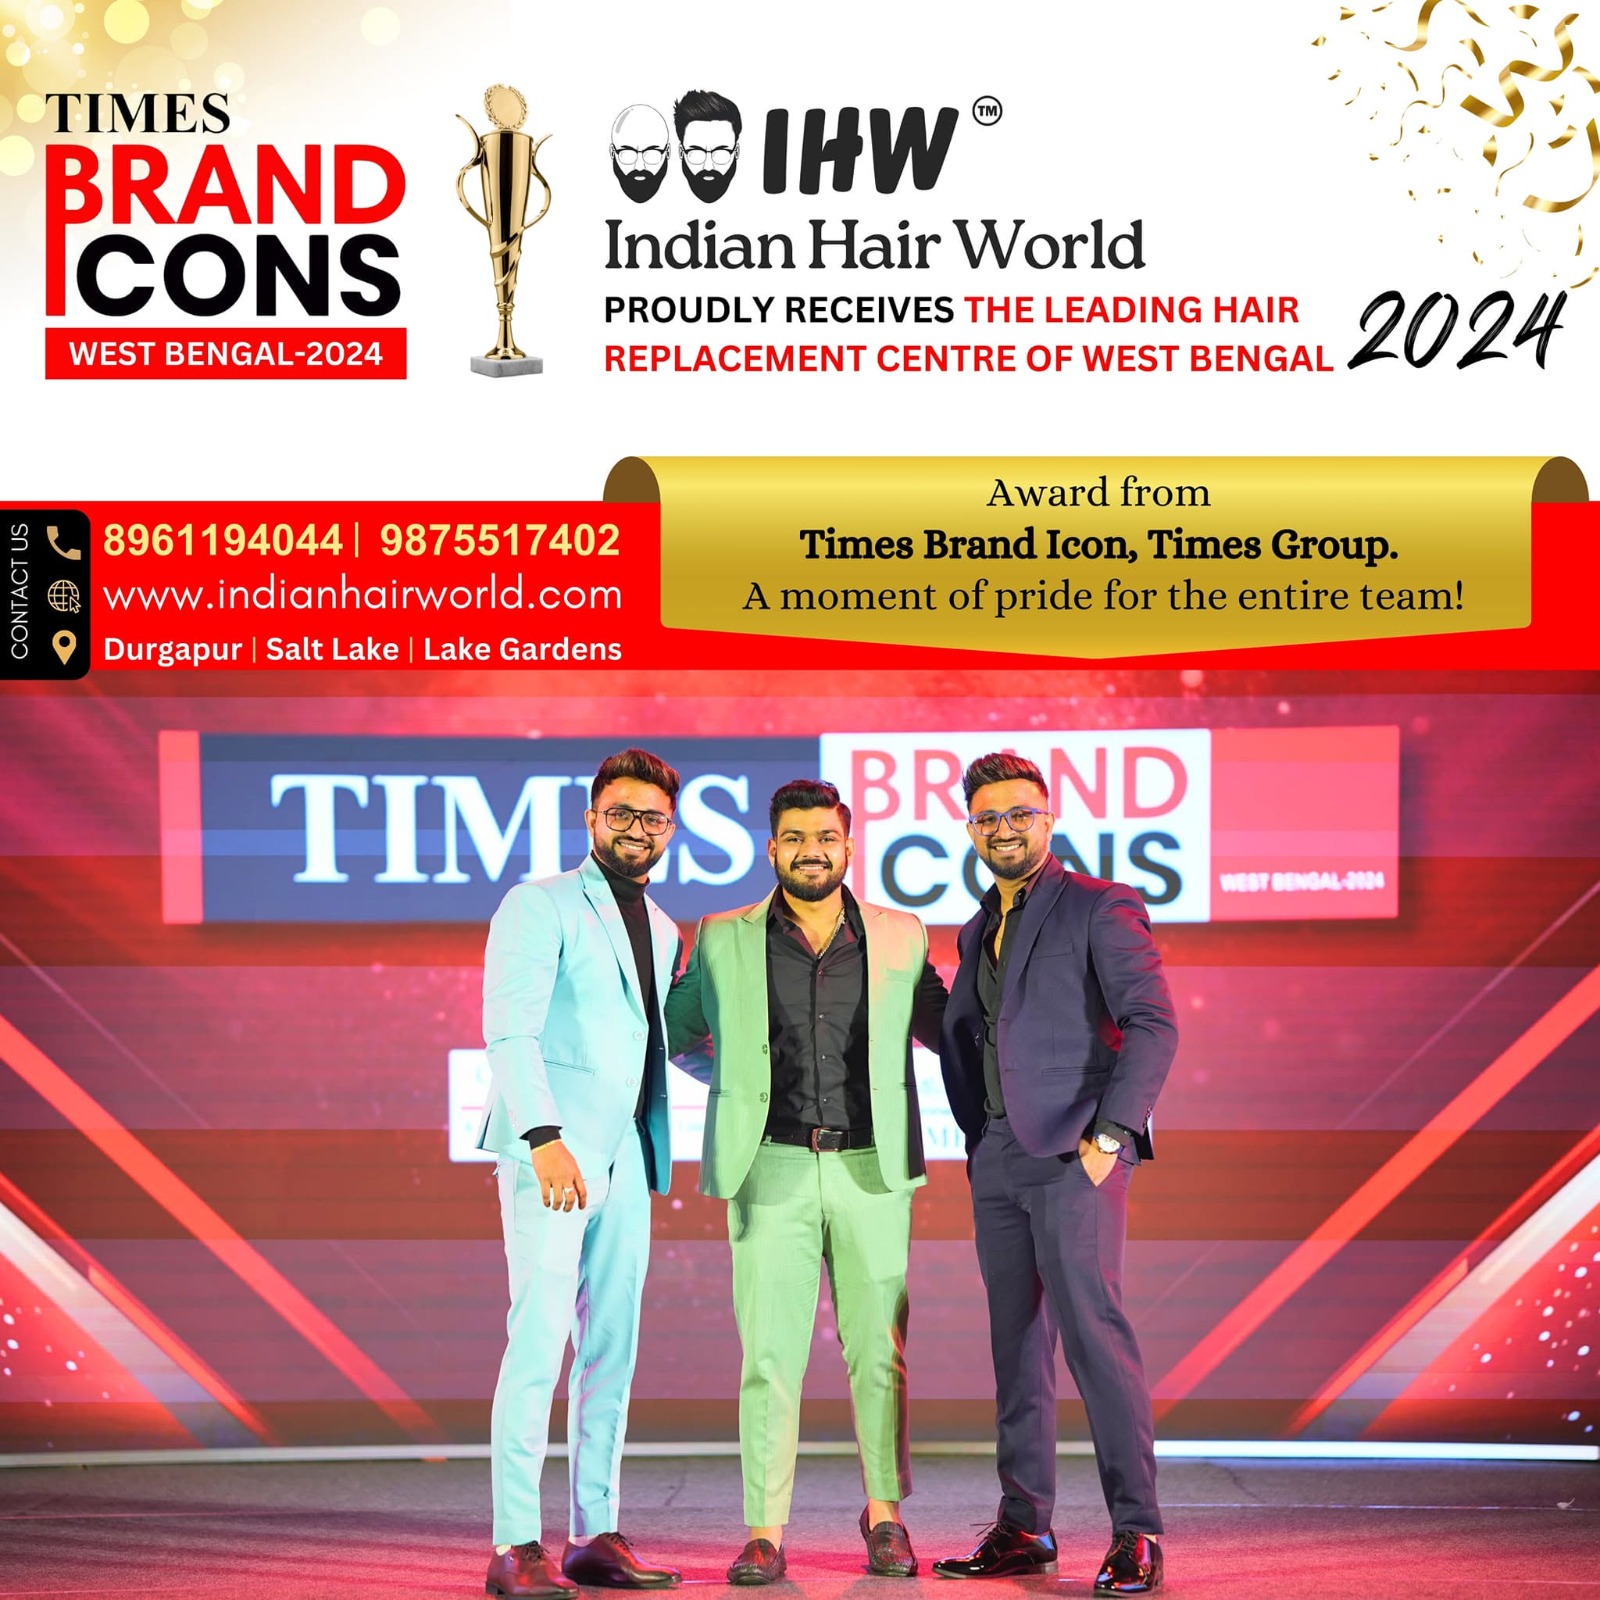 TIMES
BRAND
ICONS
WEST BENGAL-2024
IHW TM
Indian Hair World
PROUDLY RECEIVES THE LEADING HAIR
REPLACEMENT CENTRE OF WEST BENGAL 2024
CONTACT US
8961194044 | 9875517402
www.indianhairworld.com
Durgapur | Salt Lake | Lake Gardens
Award from
Times Brand Icon, Times Group.
A moment of pride for the entire team!
TIMES
BRAND
ICONS
WEST BENGAL-2024